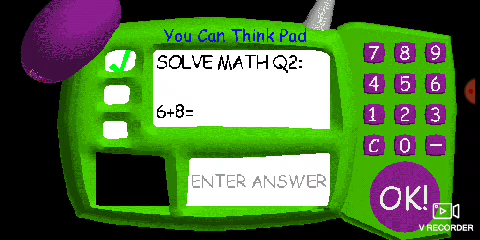 You Can Think Pad
SOLVE MATH Q2:
6+8=
ENTER ANSWER
7 8 9
4 5 6
1 2 3
C 0 –
OK!
V RECORDER